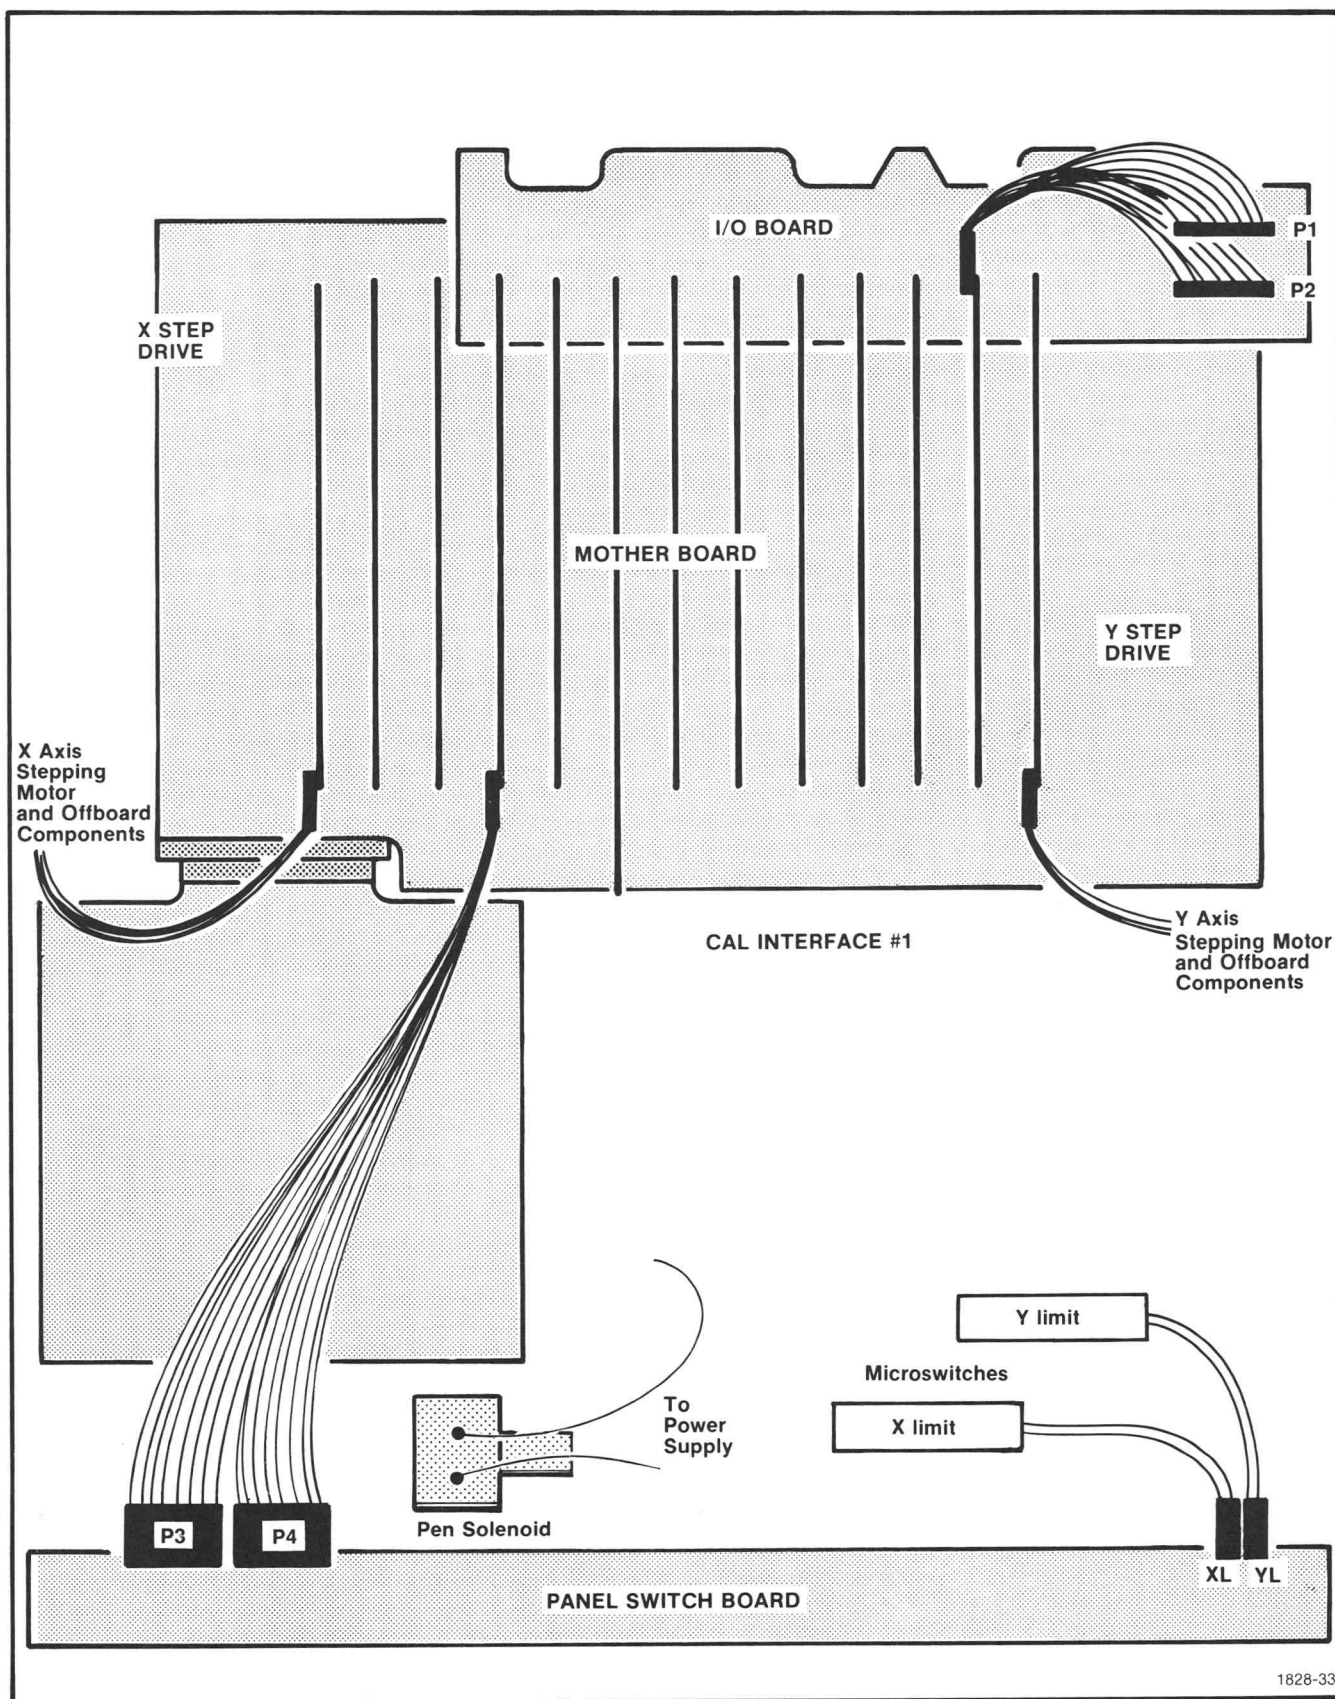 I/O BOARD
P1
P2
X STEP
DRIVE
MOTHER BOARD
Y STEP
DRIVE
X Axis
Stepping
Motor
and Offboard
Components
CAL INTERFACE #1
Y Axis
Stepping Motor
and Offboard
Components
Y limit
Microswitches
X limit
To
Power
Supply
P3
P4
Pen Solenoid
XL
YL
PANEL SWITCH BOARD
1828-33